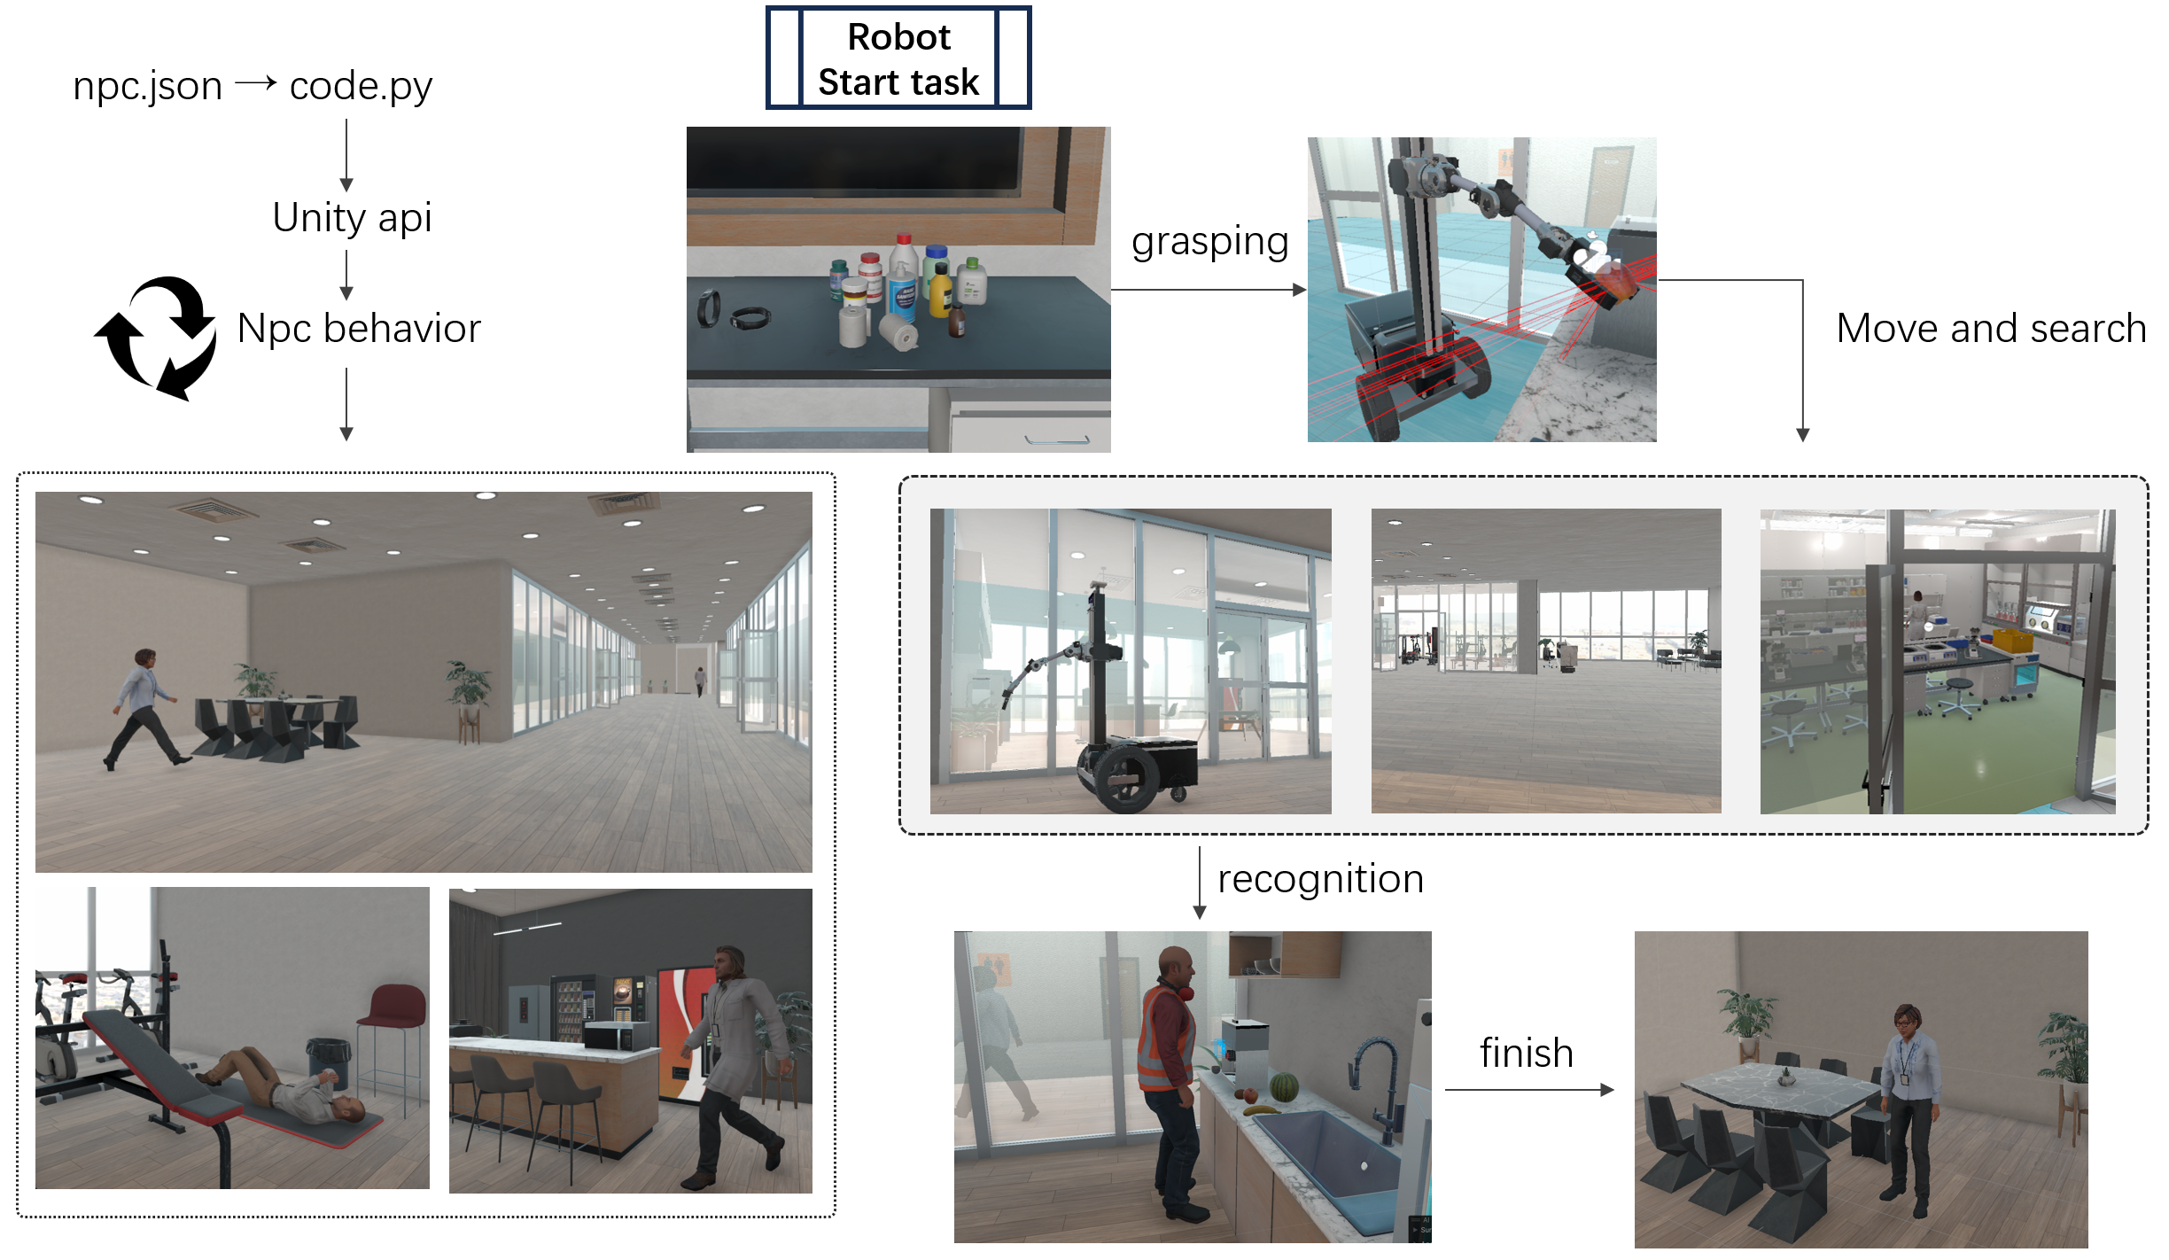 Robot
Start task
npc.json → code.py
Unity api
Npc behavior
grasping
Move and search
recognition
finish